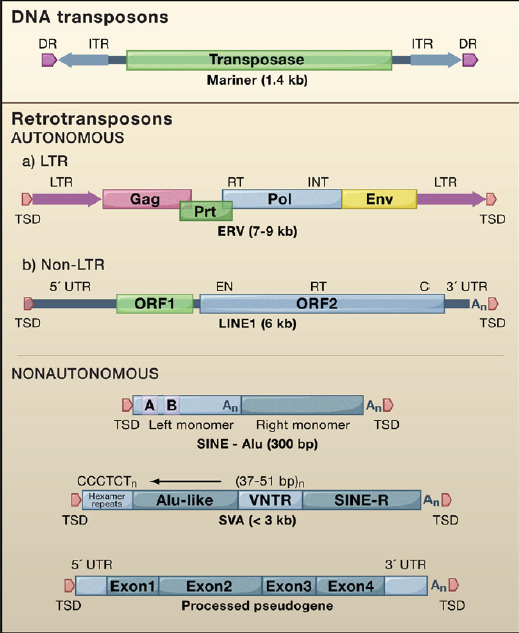 DNA transposons
DR ITR ITR DR
Transposase
Mariner (1.4 kb)
Retrotransposons
AUTONOMOUS
a) LTR
LTR RT INT LTR
Gag Pol Env
Prt
TSD TSD
ERV (7-9 kb)
b) Non-LTR
5´ UTR EN RT C 3´ UTR
ORF1 ORF2 An
TSD TSD
LINE1 (6 kb)
NONAUTONOMOUS
A B An An
TSD Left monomer Right monomer TSD
SINE - Alu (300 bp)
CCCTCTn (37-51 bp)n
Hexamer repeats Alu-like VNTR SINE-R An
TSD TSD
SVA (< 3 kb)
5´ UTR 3´ UTR
Exon1 Exon2 Exon3 Exon4 An
TSD TSD
Processed pseudogene